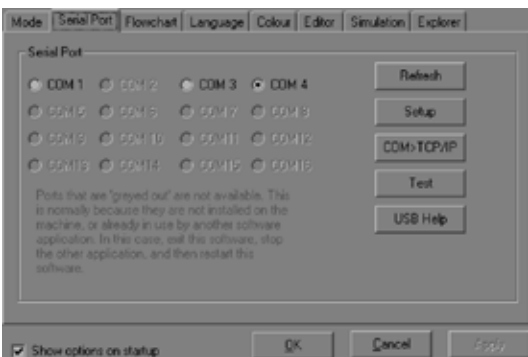 Mode Serial Port Flowchart Language Colour Editor Simulation Explorer
Serial Port
COM 1 COM 2 COM 3 COM 4 Refresh
COM 5 COM 6 COM 7 COM 8 Setup
COM 9 COM 10 COM11 COM12 COM>TCP/IP
COM13 COM14 COM15 COM16 Test
Ports that are 'greyed out' are not available. This
is normally because they are not installed on the
machine, or already in use by another software
application. In this case, exit this software, stop
the other application, and then restart this
software.
USB Help
Show options on startup OK Cancel Apply